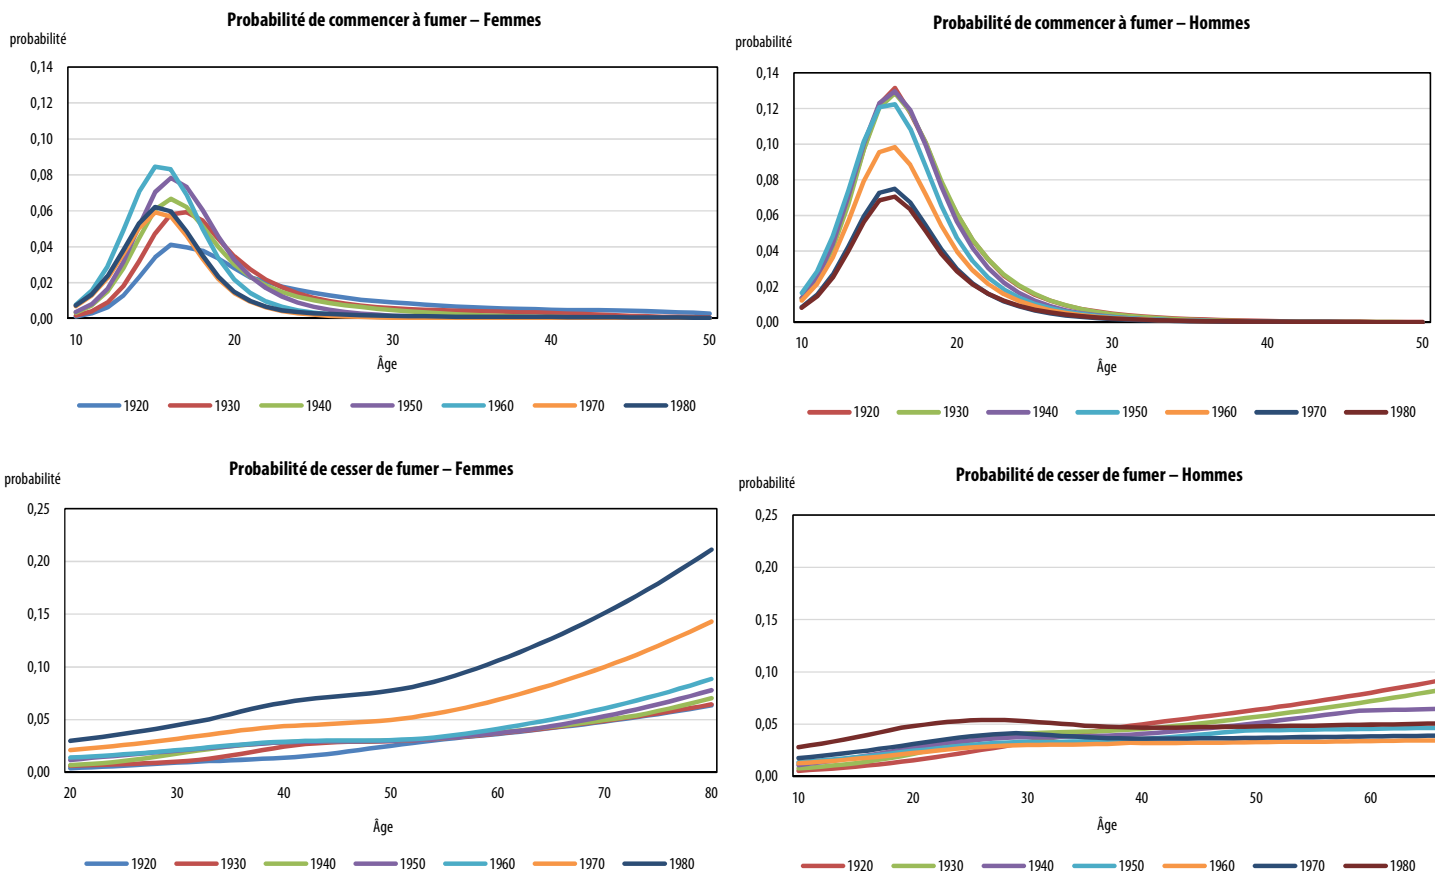 Probabilité de commencer à fumer – Femmes
probabilité
0,14
0,12
0,10
0,08
0,06
0,04
0,02
0,00
10 20 30 40 50
Âge
1920 1930 1940 1950 1960 1970 1980
Probabilité de commencer à fumer – Hommes
probabilité
0,14
0,12
0,10
0,08
0,06
0,04
0,02
0,00
10 20 30 40 50
Âge
1920 1930 1940 1950 1960 1970 1980
Probabilité de cesser de fumer – Femmes
probabilité
0,25
0,20
0,15
0,10
0,05
0,00
20 30 40 50 60 70 80
Âge
1920 1930 1940 1950 1960 1970 1980
Probabilité de cesser de fumer – Hommes
probabilité
0,25
0,20
0,15
0,10
0,05
0,00
10 20 30 40 50 60
Âge
1920 1930 1940 1950 1960 1970 1980